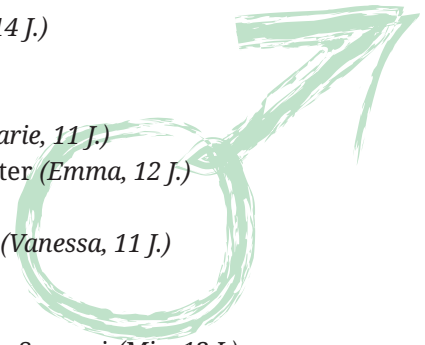 14 J.)
arie, 11 J.)
ter (Emma, 12 J.)
(Vanessa, 11 J.)